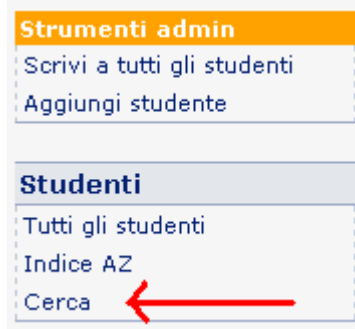 Strumenti admin
Scrivi a tutti gli studenti
Aggiungi studente
Studenti
Tutti gli studenti
Indice AZ
Cerca